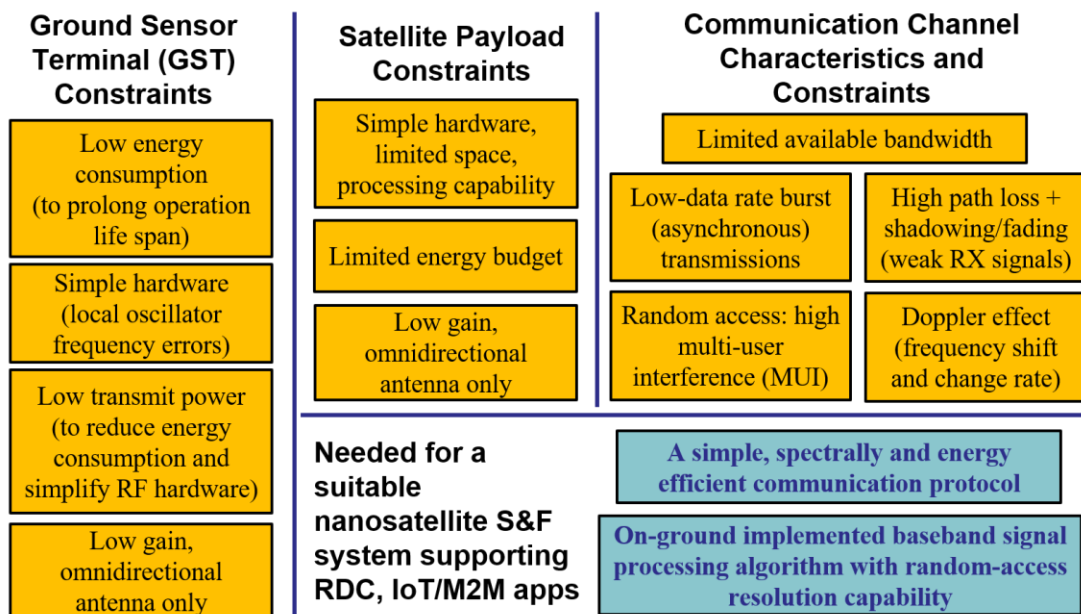 Ground Sensor
Terminal (GST)
Constraints
Low energy
consumption
(to prolong operation
life span)
Simple hardware
(local oscillator
frequency errors)
Low transmit power
(to reduce energy
consumption and
simplify RF hardware)
Low gain,
omnidirectional
antenna only
Satellite Payload
Constraints
Simple hardware,
limited space,
processing capability
Limited energy budget
Low gain,
omnidirectional
antenna only
Communication Channel
Characteristics and
Constraints
Limited available bandwidth
Low-data rate burst
(asynchronous)
transmissions
High path loss +
shadowing/fading
(weak RX signals)
Random access: high
multi-user
interference (MUI)
Doppler effect
(frequency shift
and change rate)
Needed for a
suitable
nanosatellite S&F
system supporting
RDC, IoT/M2M apps
A simple, spectrally and energy
efficient communication protocol
On-ground implemented baseband signal
processing algorithm with random-access
resolution capability